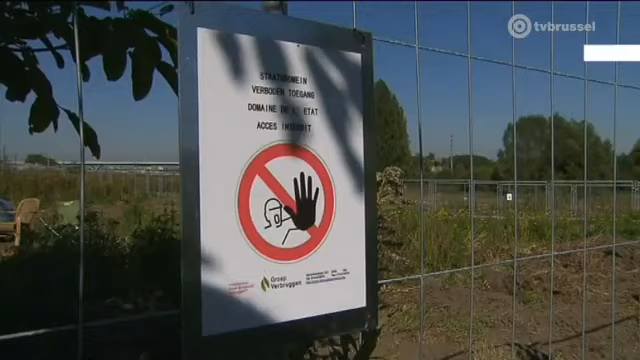 tvbrussel
STAATSDOMEIN
VERBODEN TOEGANG
DOMAINE DE L' ETAT
ACCES INTERDIT
Groep
Verbruggen